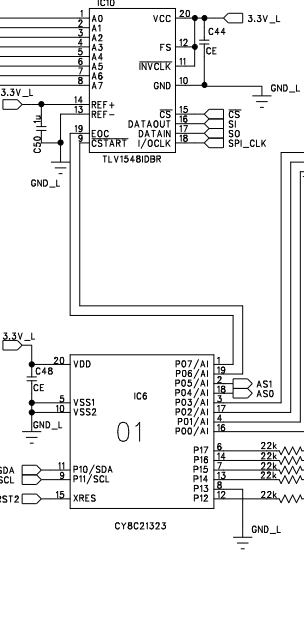 IC10
1 A0 VCC 20 C44 3.3V_L
2 A1
3 A2
4 A3 FS 12 CE
5 A4
6 A5 INVCLK 11
7 A6
8 A7 GND 10 GND_L
3.3V_L 14 REF+
13 REF- CS 15 CS
C50 1u DATAOUT 16 SI
19 EOC DATAIN 17 SO
9 CSTART I/OCLK 18 SPI_CLK
TLV1548IDBR
GND_L
3.3V_L
20 VDD P07/AI 1
C48 P06/AI 19
P05/AI 2 AS1
CE P04/AI 18 AS0
5 VSS1 IC6 P03/AI 3
10 VSS2 P02/AI 17
GND_L 01 P01/AI 4
P00/AI 16
P17 6 22k
P16 14 22k
SDA 11 P10/SDA P15 7 22k
SCL 9 P11/SCL P14 13 22k
P13 8
RST2 15 XRES P12 12 22k
CY8C21323 GND_L